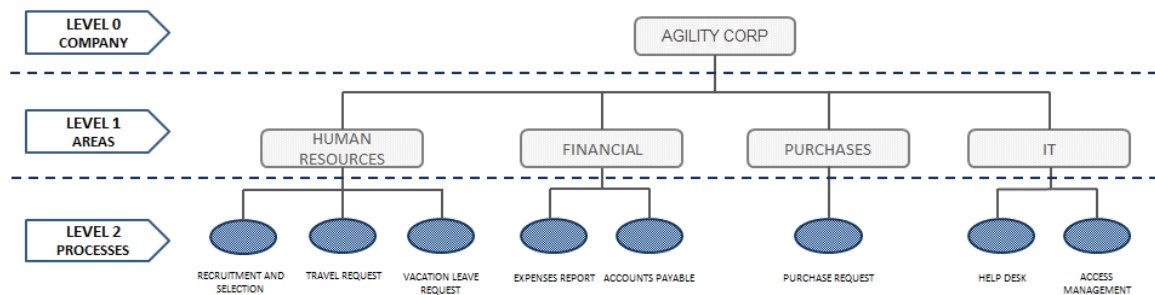 LEVEL 0
COMPANY
AGILITY CORP
LEVEL 1
AREAS
HUMAN
RESOURCES
FINANCIAL
PURCHASES
IT
LEVEL 2
PROCESSES
RECRUITMENT AND
SELECTION
TRAVEL REQUEST
VACATION LEAVE
REQUEST
EXPENSES REPORT
ACCOUNTS PAYABLE
PURCHASE REQUEST
HELP DESK
ACCESS
MANAGEMENT